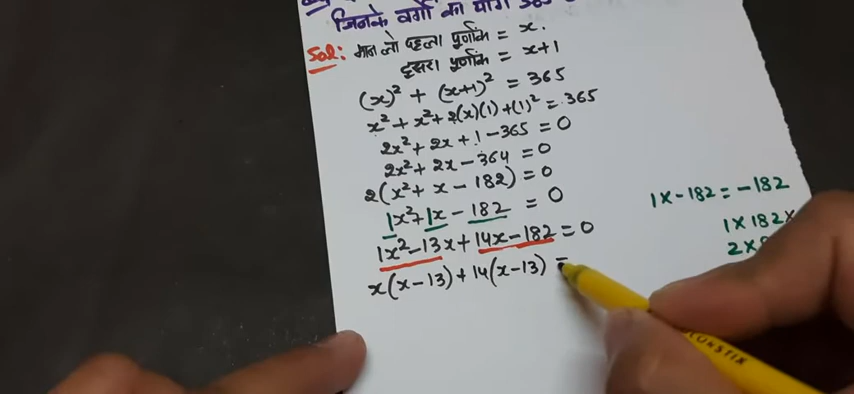 जिनके वर्गों का योग 365
Sol: मान लो पहला पूर्णांक = x.
दूसरा पूर्णांक = x+1
(x)² + (x+1)² = 365
x² + x² + 2(x)(1) + (1)² = 365
2x² + 2x + 1 - 365 = 0
2x² + 2x - 364 = 0
2(x² + x - 182) = 0
1x² + 1x - 182 = 0
1x² - 13x + 14x - 182 = 0
x(x-13) + 14(x-13) =
1x - 182 = -182
1 x 182 x
2 x